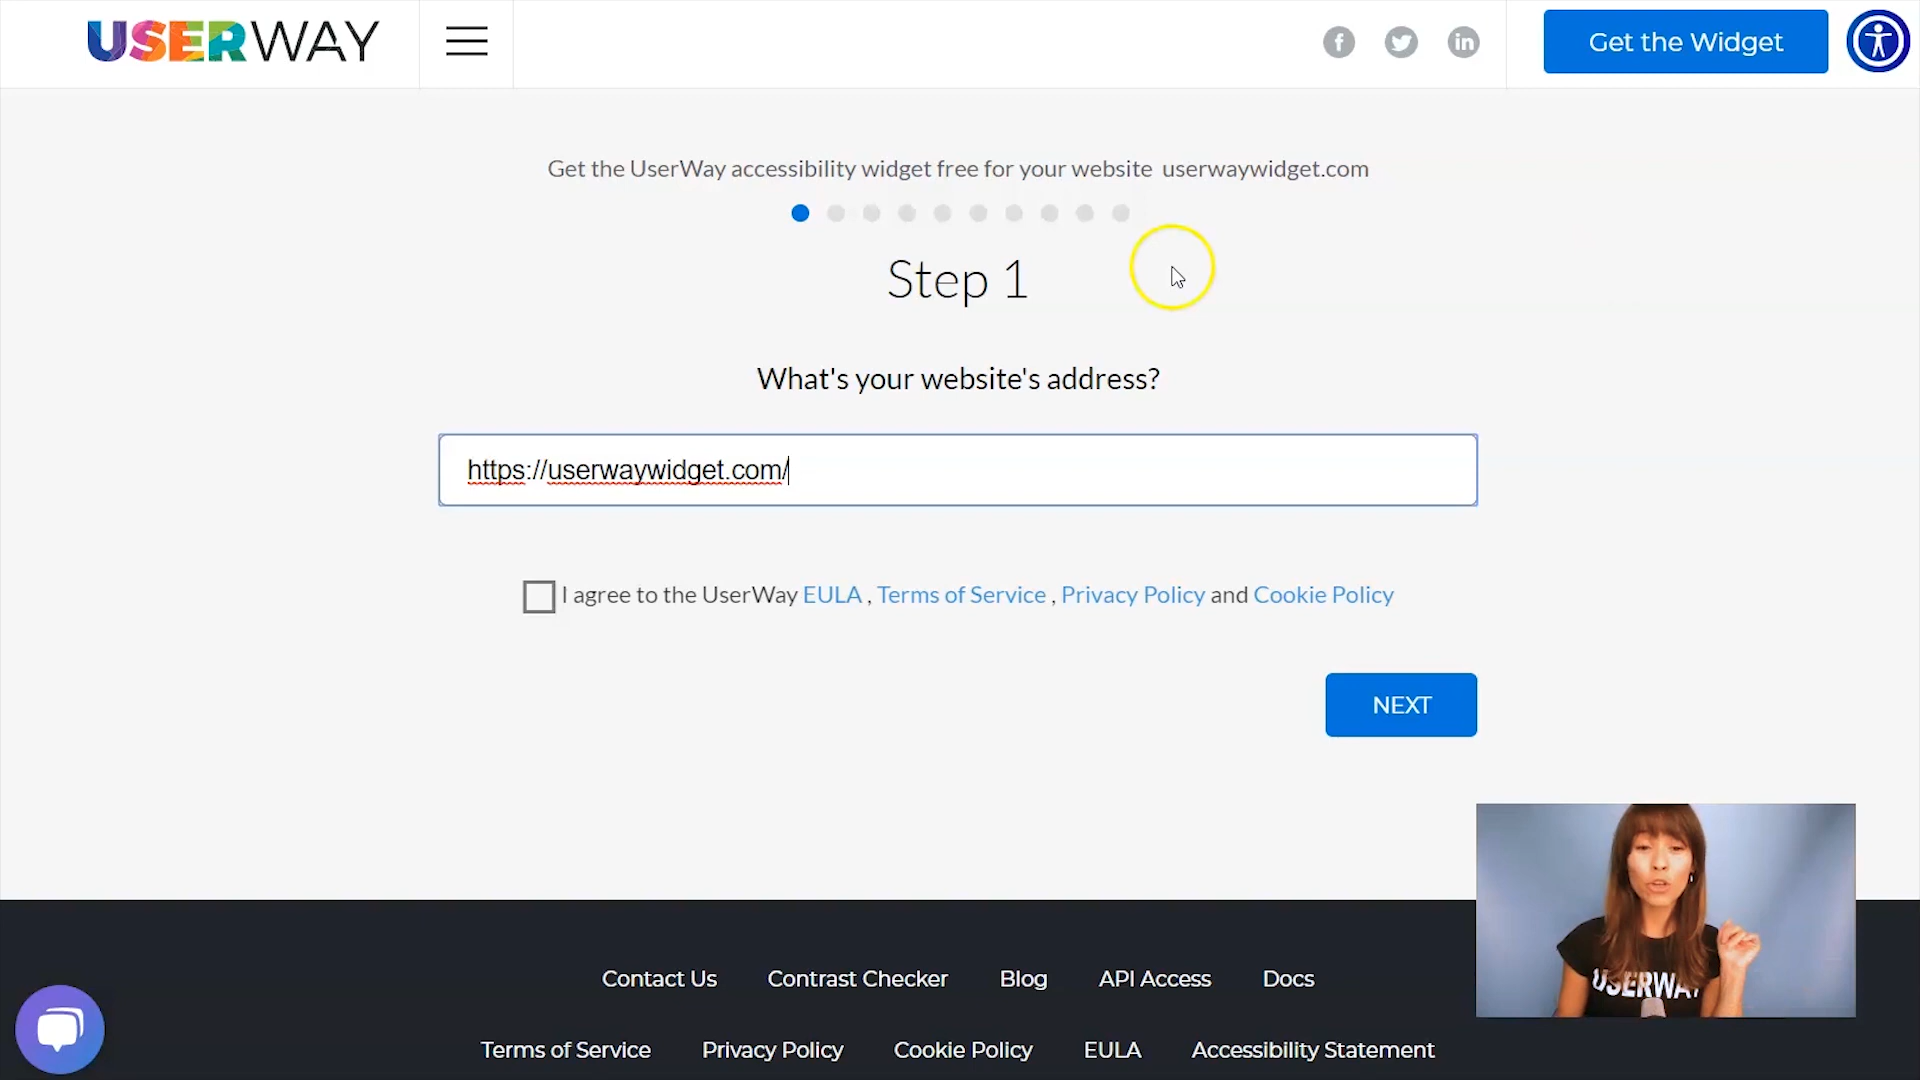 USERWAY
Get the Widget
Get the UserWay accessibility widget free for your website userwaywidget.com
Step 1
What's your website's address?
https://userwaywidget.com/
I agree to the UserWay EULA , Terms of Service , Privacy Policy and Cookie Policy
NEXT
USERWAY
Contact Us Contrast Checker Blog API Access Docs
Terms of Service Privacy Policy Cookie Policy EULA Accessibility Statement